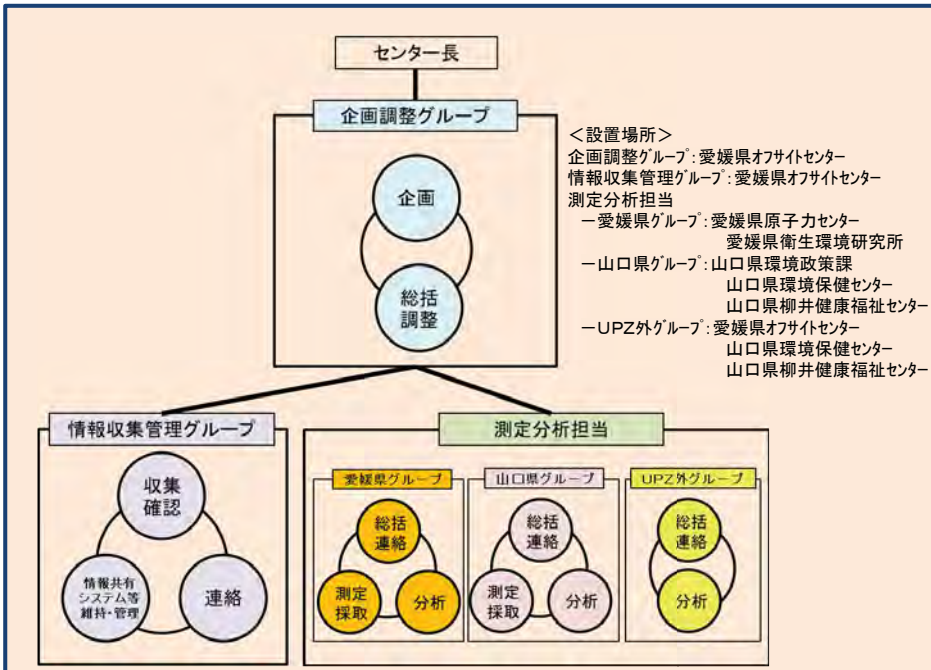 センター長
企画調整グループ
企画
総括
調整
＜設置場所＞
企画調整ｸﾞﾙｰﾌﾟ:愛媛県オフサイトセンター
情報収集管理ｸﾞﾙｰﾌﾟ:愛媛県オフサイトセンター
測定分析担当
－愛媛県ｸﾞﾙｰﾌﾟ:愛媛県原子力センター
愛媛県衛生環境研究所
－山口県ｸﾞﾙｰﾌﾟ:山口県環境政策課
山口県環境保健センター
山口県柳井健康福祉センター
－UPZ外グループ:愛媛県オフサイトセンター
山口県環境保健センター
山口県柳井健康福祉センター
情報収集管理グループ
収集
確認
情報共有
システム等
維持・管理
連絡
測定分析担当
愛媛県グループ
総括
連絡
測定
採取
分析
山口県グループ
総括
連絡
測定
採取
分析
UPZ外グループ
総括
連絡
分析